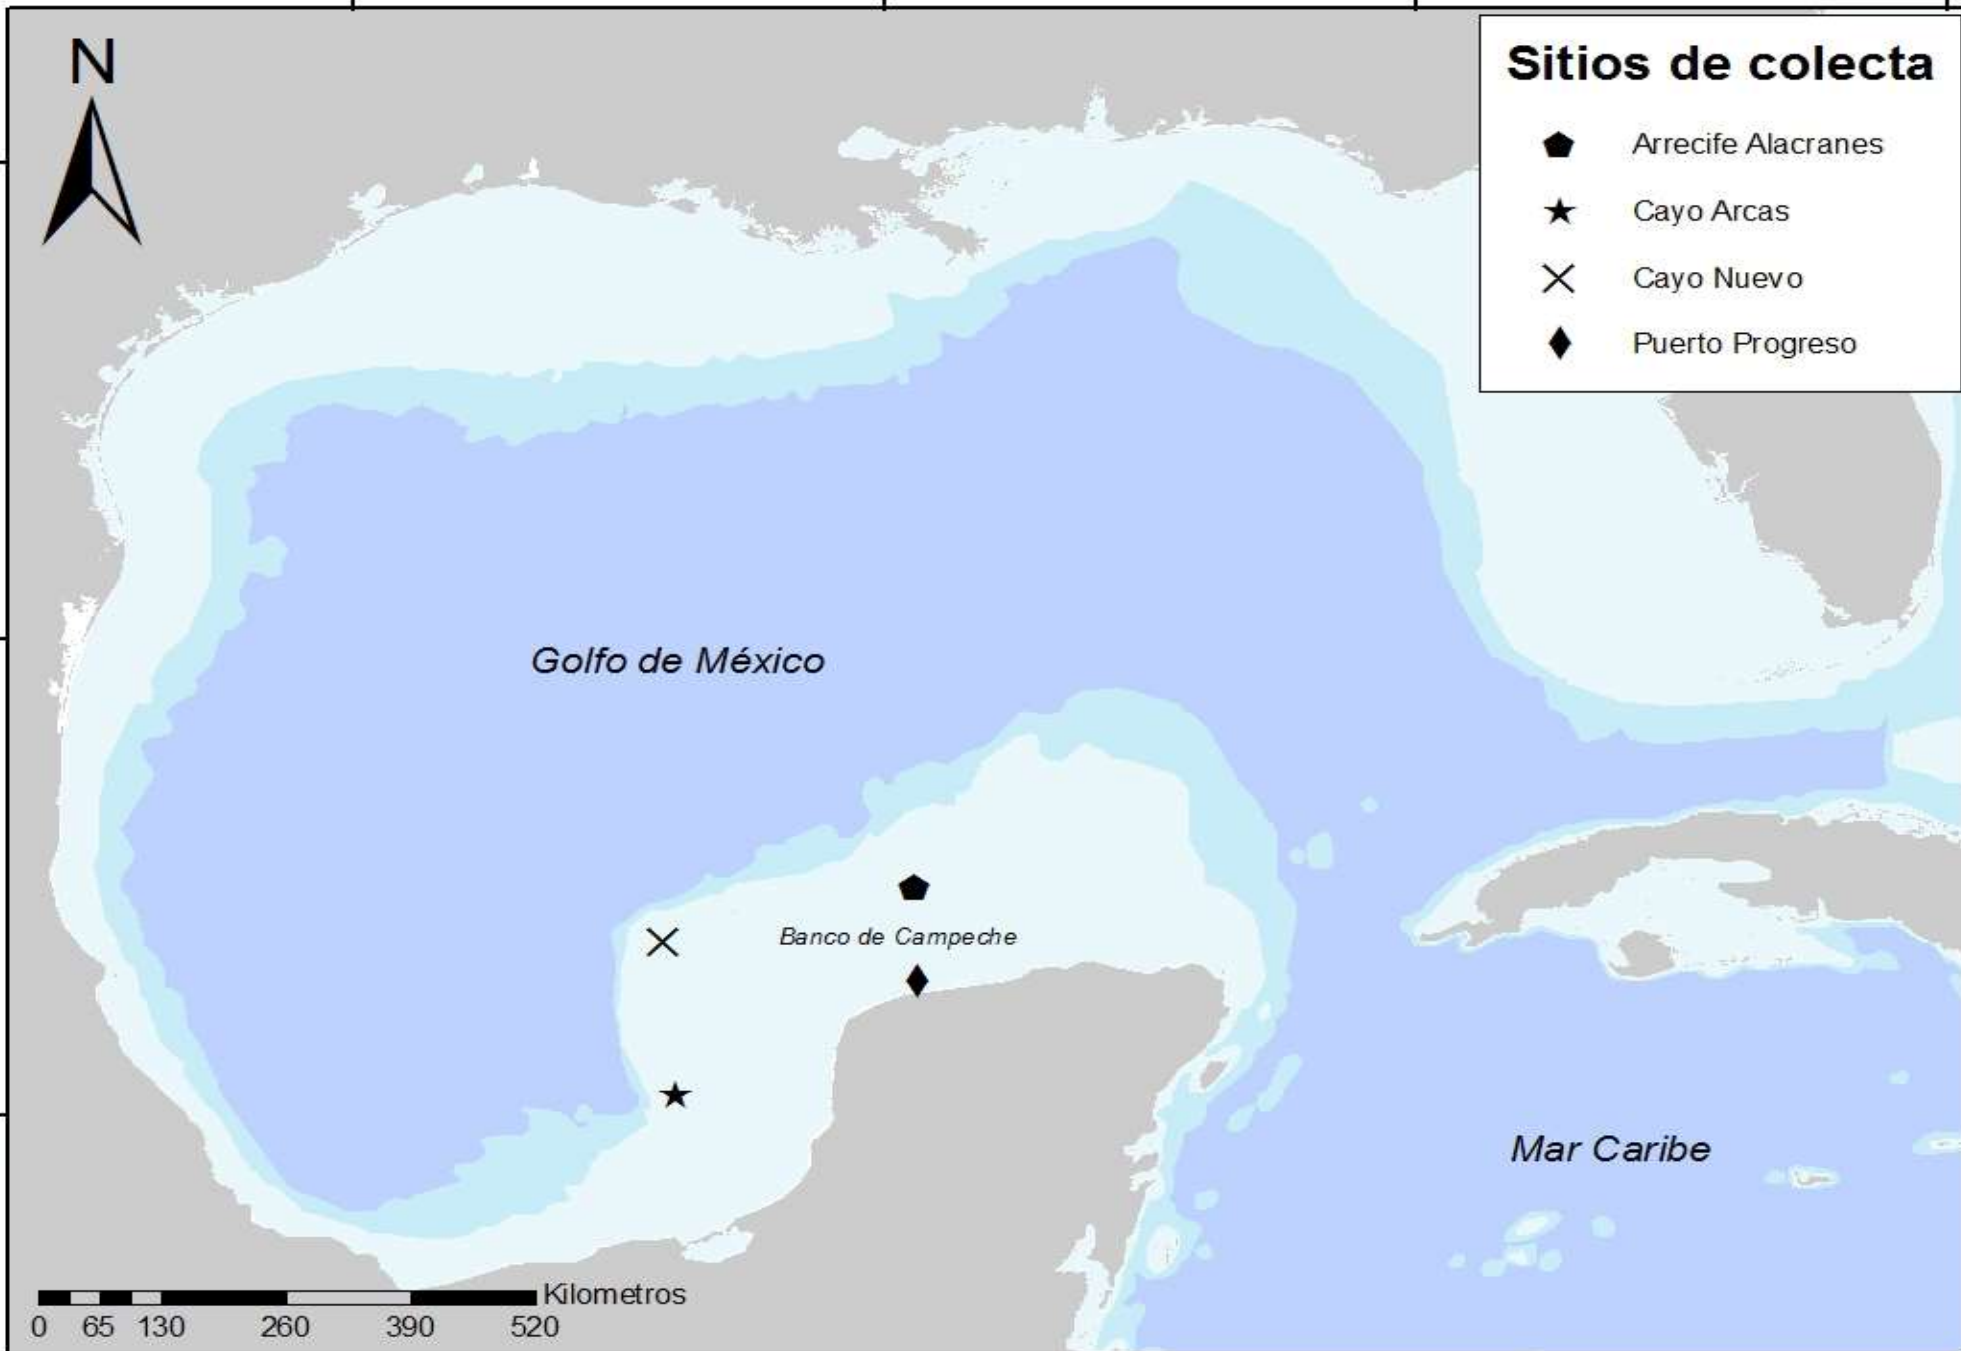 N
Sitios de colecta
Arrecife Alacranes
Cayo Arcas
Cayo Nuevo
Puerto Progreso
Golfo de México
Banco de Campeche
Mar Caribe
Kilometros
0 65 130 260 390 520